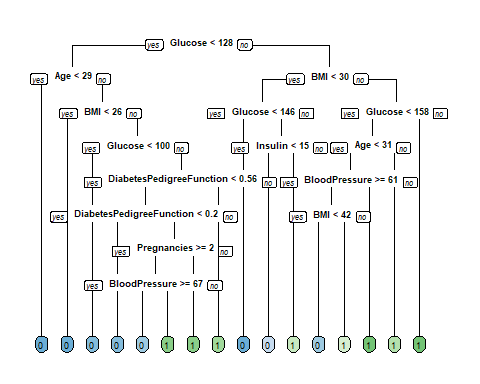 yes Glucose < 128 no
yes Age < 29 no yes BMI < 30 no
yes BMI < 26 no yes Glucose < 146 no yes Glucose < 158 no
yes Glucose < 100 no yes Insulin < 15 no yes Age < 31 no
yes DiabetesPedigreeFunction < 0.56 no yes BloodPressure >= 61 no
yes DiabetesPedigreeFunction < 0.2 no yes BMI < 42 no
yes Pregnancies >= 2 no
yes BloodPressure >= 67 no
0 0 0 0 0 1 1 1 0 0 1 0 1 1 1 1